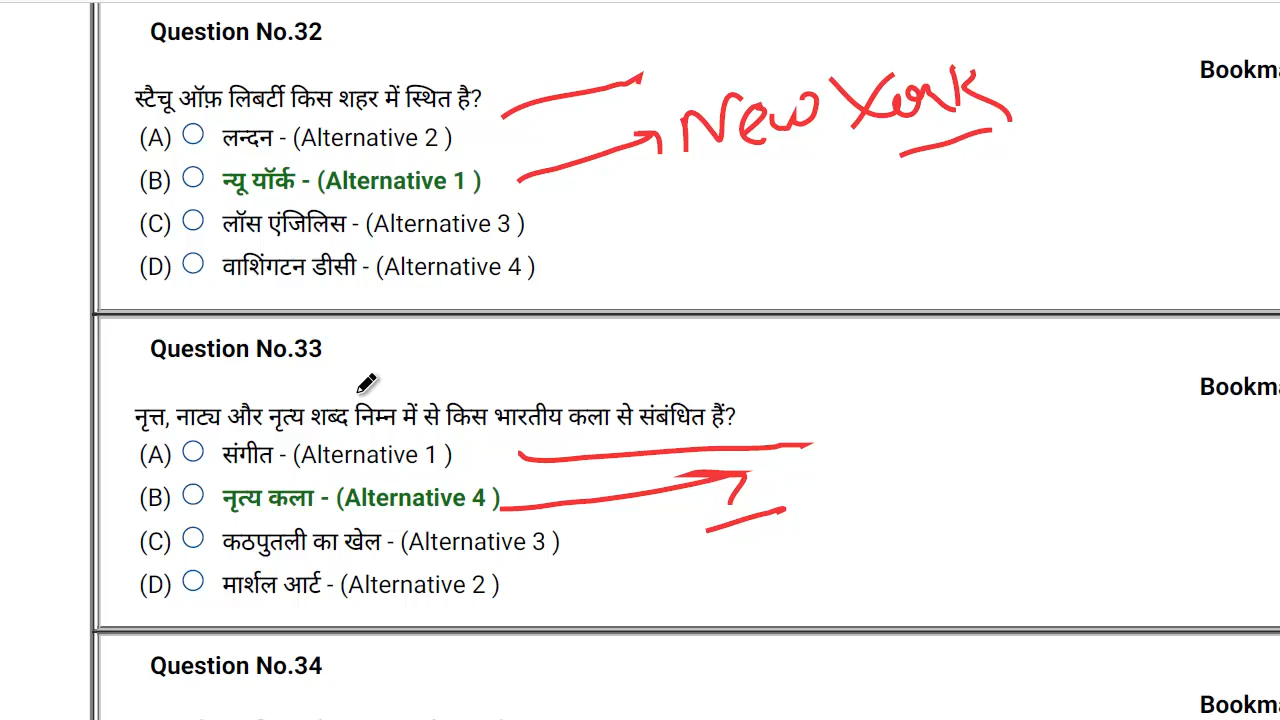 Question No.32
Bookma
स्टैचू ऑफ़ लिबर्टी किस शहर में स्थित है?
New York
(A) लन्दन - (Alternative 2 )
(B) न्यू यॉर्क - (Alternative 1 )
(C) लॉस एंजिलिस - (Alternative 3 )
(D) वाशिंगटन डीसी - (Alternative 4 )
Question No.33
Bookma
नृत्त, नाट्य और नृत्य शब्द निम्न में से किस भारतीय कला से संबंधित हैं?
(A) संगीत - (Alternative 1 )
(B) नृत्य कला - (Alternative 4 )
(C) कठपुतली का खेल - (Alternative 3 )
(D) मार्शल आर्ट - (Alternative 2 )
Question No.34
Bookma